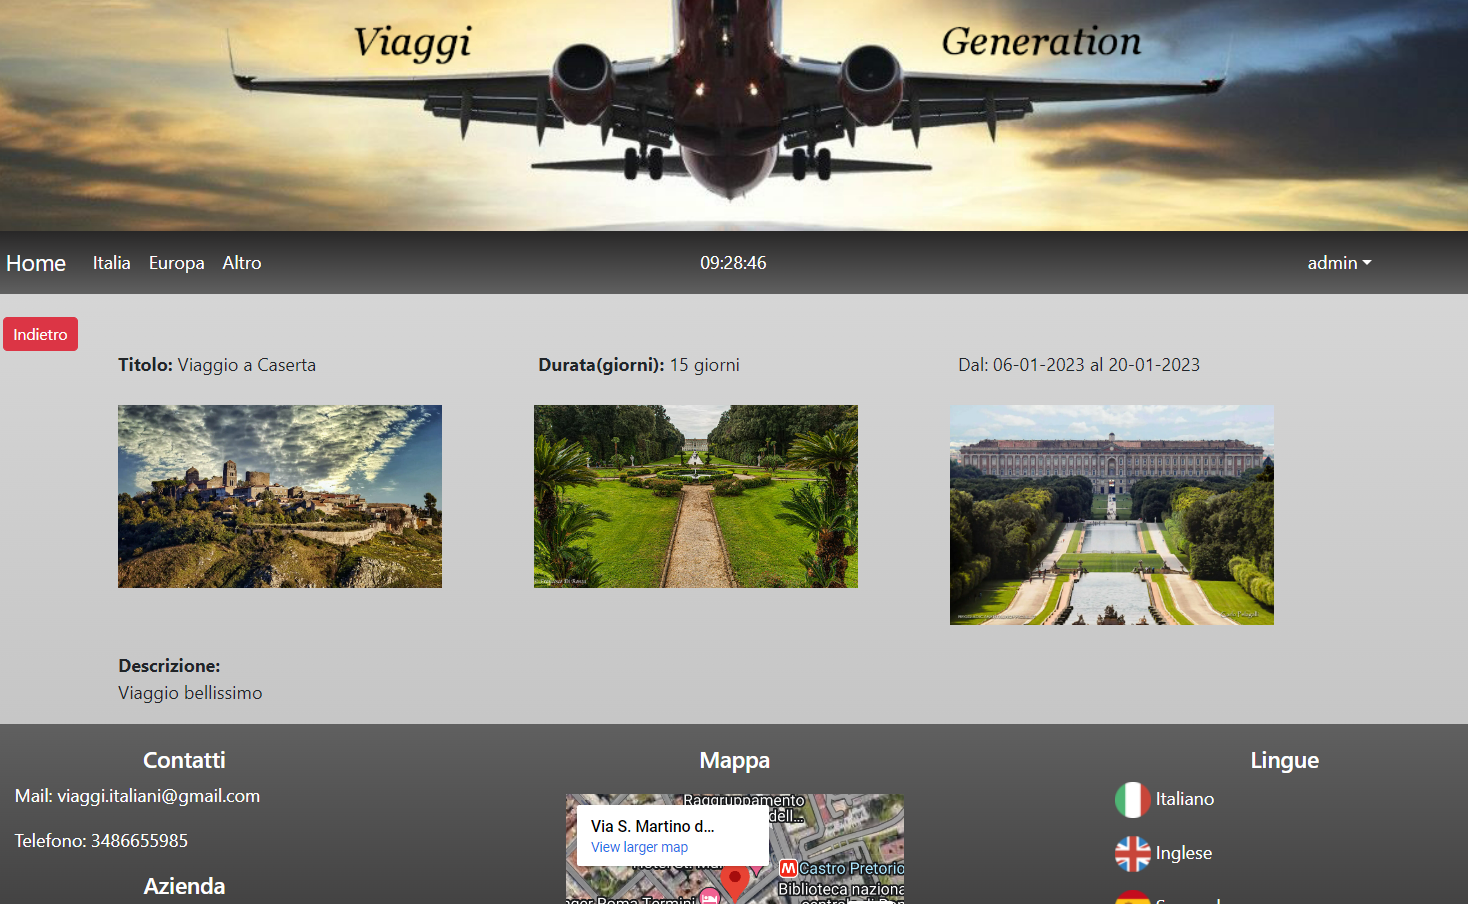 Viaggi Generation
Home Italia Europa Altro 09:28:46 admin
Indietro
Titolo: Viaggio a Caserta Durata(giorni): 15 giorni Dal: 06-01-2023 al 20-01-2023
Descrizione:
Viaggio bellissimo
Contatti Mappa Lingue
Mail: viaggi.italiani@gmail.com
Telefono: 3486655985
Azienda
Raggruppamento
dell...
Via S. Martino d...
View larger map
M Castro Pretorio
Biblioteca naziona
Roma Termini
Italiano
Inglese